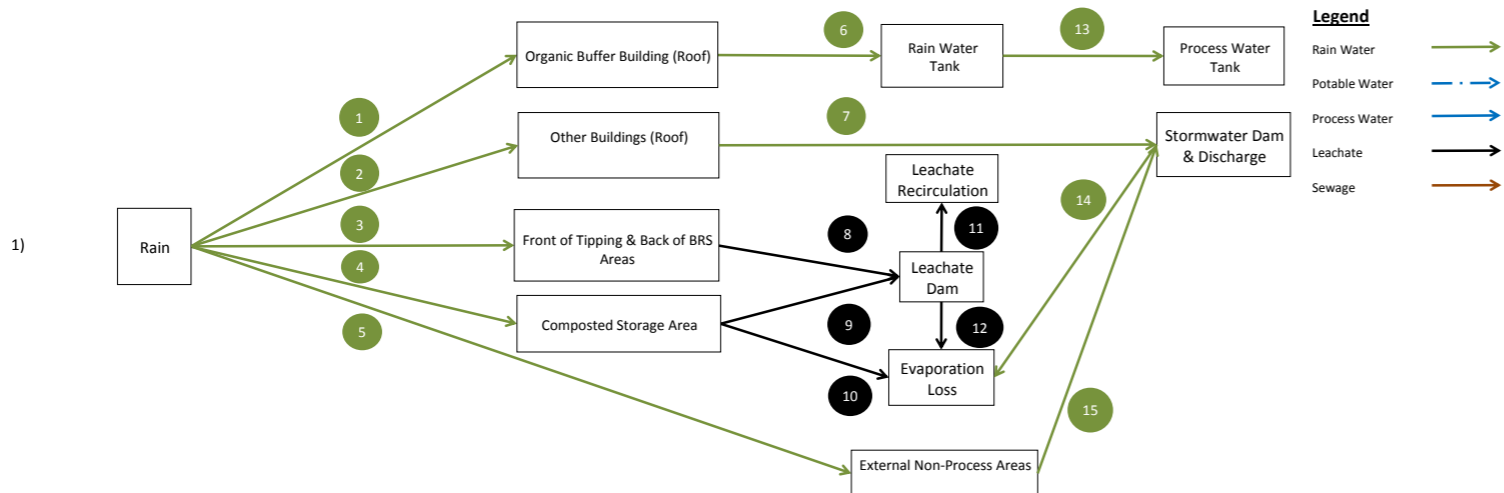 Legend
Rain Water
Potable Water
Process Water
Leachate
Sewage
1)
Rain
1
2
3
4
5
Organic Buffer Building (Roof)
Other Buildings (Roof)
Front of Tipping & Back of BRS
Areas
Composted Storage Area
6
7
8
9
10
Rain Water
Tank
Leachate
Recirculation
11
Leachate
Dam
12
Evaporation
Loss
External Non-Process Areas
13
14
15
Process Water
Tank
Stormwater Dam
& Discharge